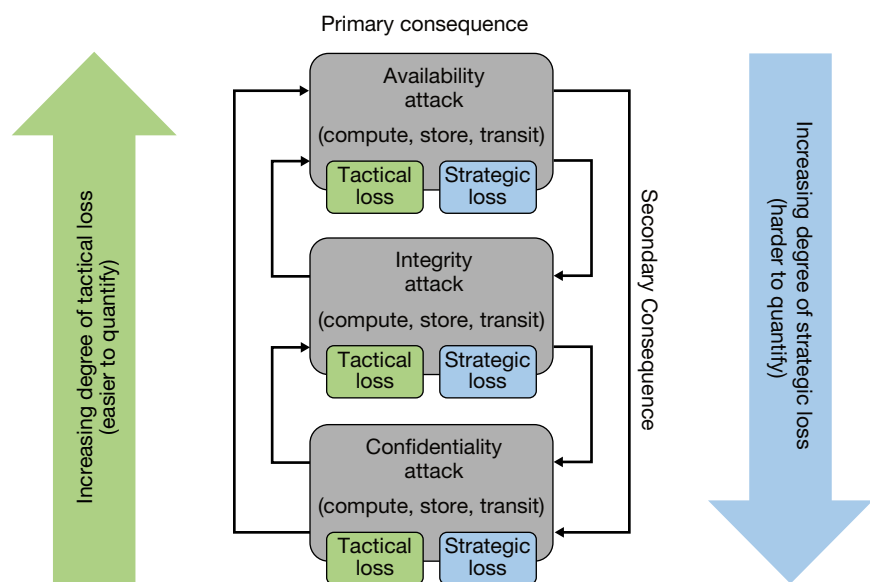 Primary consequence
Availability
attack
(compute, store, transit)
Tactical
loss
Strategic
loss
Integrity
attack
(compute, store, transit)
Tactical
loss
Strategic
loss
Confidentiality
attack
(compute, store, transit)
Tactical
loss
Strategic
loss
Increasing degree of tactical loss
(easier to quantify)
Secondary Consequence
Increasing degree of strategic loss
(harder to quantify)